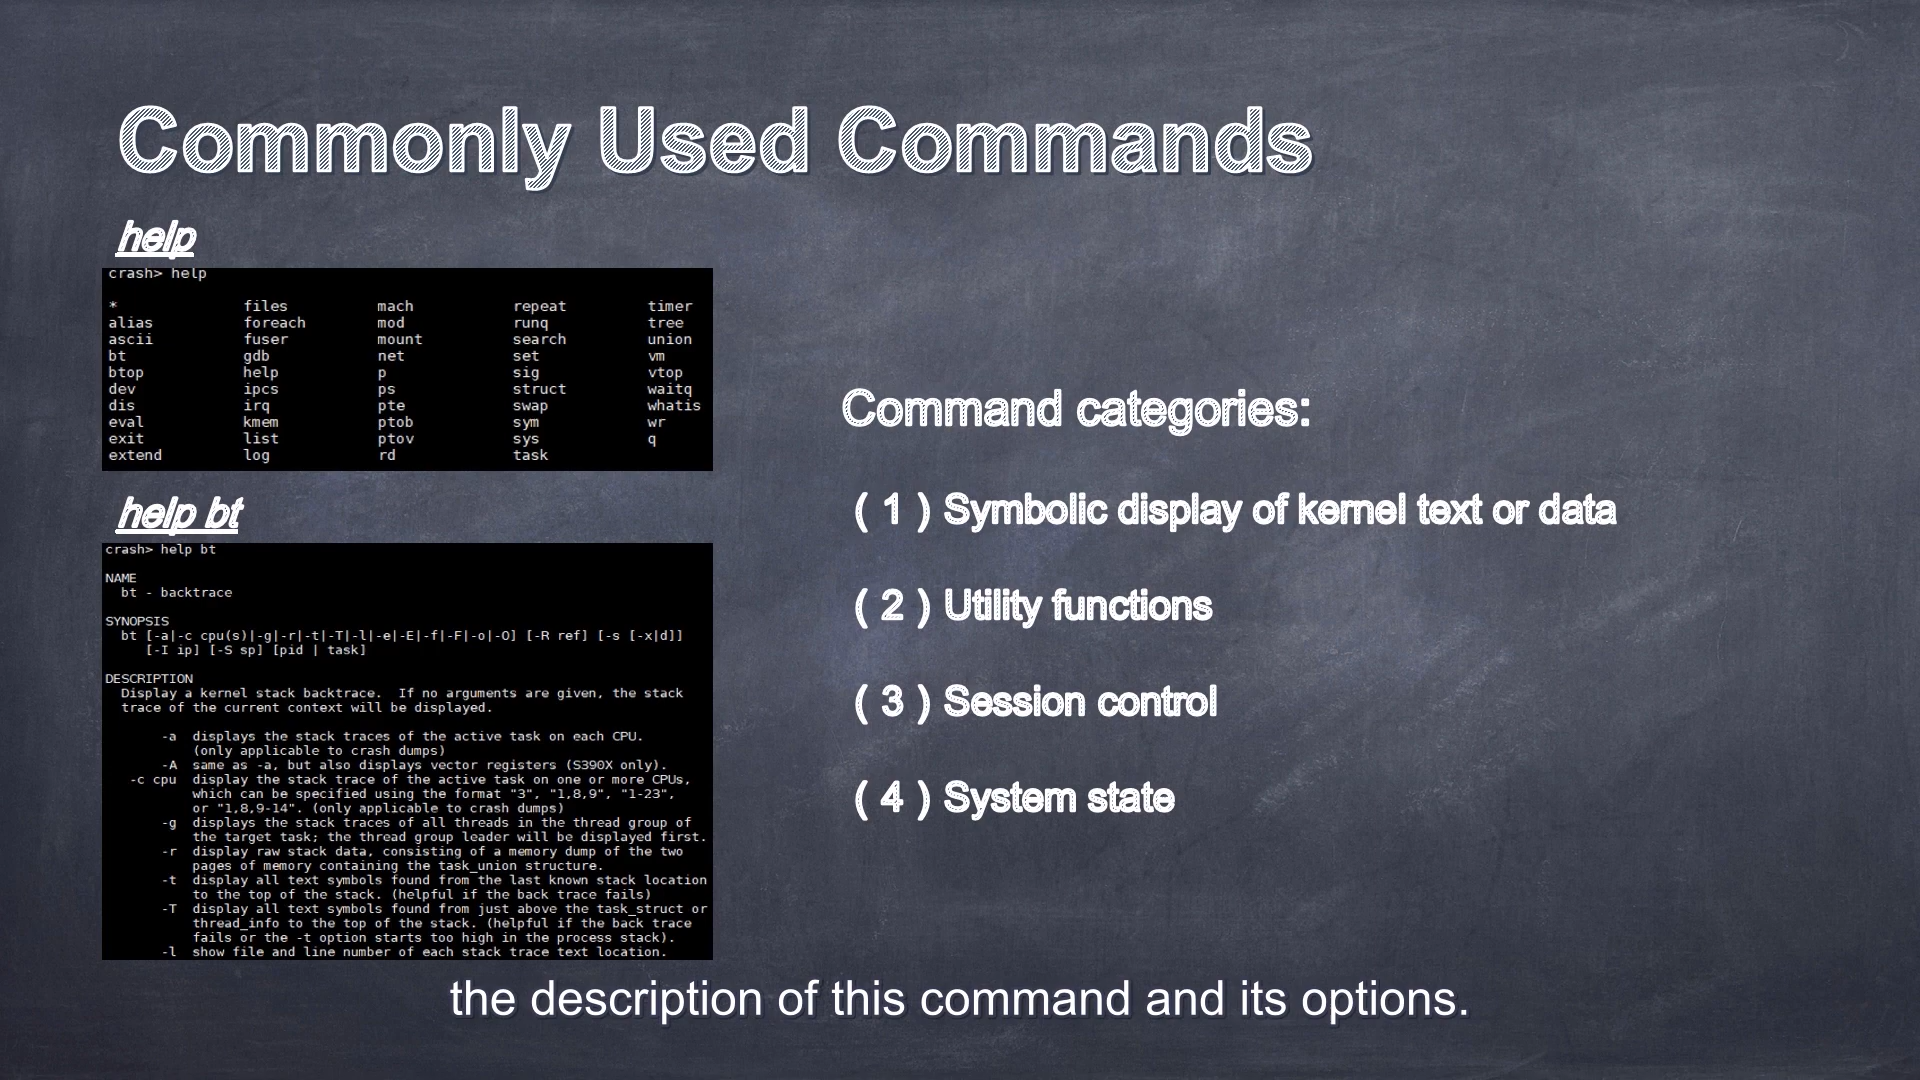 Commonly Used Commands
help
crash> help
* files mach repeat timer
alias foreach mod runq tree
ascii fuser mount search union
bt gdb net set vm
btop help p sig vtop
dev ipcs ps struct waitq
dis irq pte swap whatis
eval kmem ptob sym wr
exit list ptov sys q
extend log rd task
help bt
crash> help bt
NAME
bt - backtrace
SYNOPSIS
bt [-a|-c cpu(s)|-g|-r|-t|-T|-l|-e|-E|-f|-F|-o|-O] [-R ref] [-s [-x|d]]
[-I ip] [-S sp] [pid | task]
DESCRIPTION
Display a kernel stack backtrace. If no arguments are given, the stack
trace of the current context will be displayed.
-a displays the stack traces of the active task on each CPU.
(only applicable to crash dumps)
-A same as -a, but also displays vector registers (S390X only).
-c cpu display the stack trace of the active task on one or more CPUs,
which can be specified using the format "3", "1,8,9", "1-23",
or "1,8,9-14". (only applicable to crash dumps)
-g displays the stack traces of all threads in the thread group of
the target task; the thread group leader will be displayed first.
-r display raw stack data, consisting of a memory dump of the two
pages of memory containing the task_union structure.
-t display all text symbols found from the last known stack location
to the top of the stack. (helpful if the back trace fails)
-T display all text symbols found from just above the task_struct or
thread_info to the top of the stack. (helpful if the back trace
fails or the -t option starts too high in the process stack).
-l show file and line number of each stack trace text location.
Command categories:
( 1 ) Symbolic display of kernel text or data
( 2 ) Utility functions
( 3 ) Session control
( 4 ) System state
the description of this command and its options.